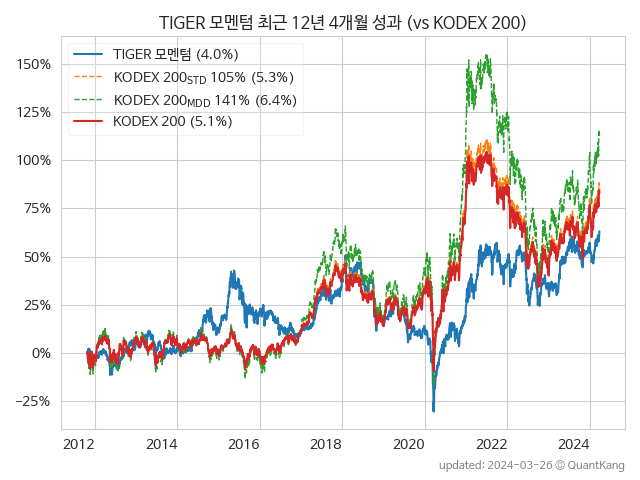 TIGER 모멘텀 최근 12년 4개월 성과 (vs KODEX 200)
TIGER 모멘텀 (4.0%)
KODEX 200STD 105% (5.3%)
KODEX 200MDD 141% (6.4%)
KODEX 200 (5.1%)
150%
125%
100%
75%
50%
25%
0%
−25%
2012 2014 2016 2018 2020 2022 2024
updated: 2024-03-26 © QuantKang